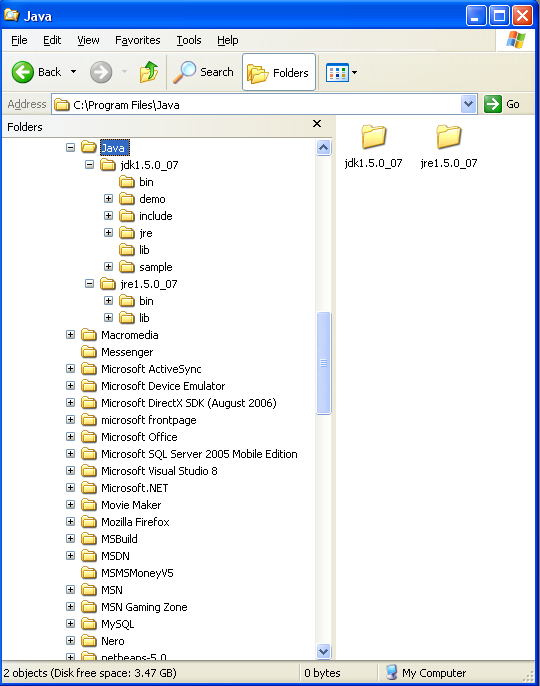 Java
File Edit View Favorites Tools Help
Back Search Folders
Address C:\Program Files\Java Go
Folders
Java
jdk1.5.0_07
bin
demo
include
jre
lib
sample
jre1.5.0_07
bin
lib
Macromedia
Messenger
Microsoft ActiveSync
Microsoft Device Emulator
Microsoft DirectX SDK (August 2006)
microsoft frontpage
Microsoft Office
Microsoft SQL Server 2005 Mobile Edition
Microsoft Visual Studio 8
Microsoft.NET
Movie Maker
Mozilla Firefox
MSBuild
MSDN
MSMSMoneyV5
MSN
MSN Gaming Zone
MySQL
Nero
netbeans-5.0
jdk1.5.0_07 jre1.5.0_07
2 objects (Disk free space: 3.47 GB) 0 bytes My Computer